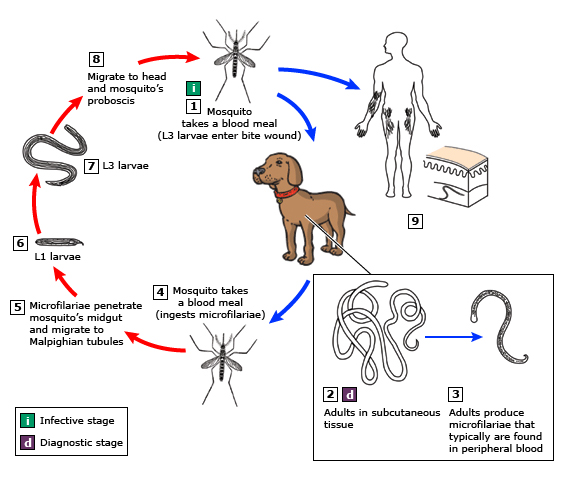 8
Migrate to head
and mosquito's
proboscis
i
1 Mosquito
takes a blood meal
(L3 larvae enter bite wound)
7 L3 larvae
9
6
L1 larvae
4 Mosquito takes
a blood meal
(ingests microfilariae)
5 Microfilariae penetrate
mosquito's midgut
and migrate to
Malpighian tubules
2 d
Adults in subcutaneous
tissue
3
Adults produce
microfilariae that
typically are found
in peripheral blood
i Infective stage
d Diagnostic stage